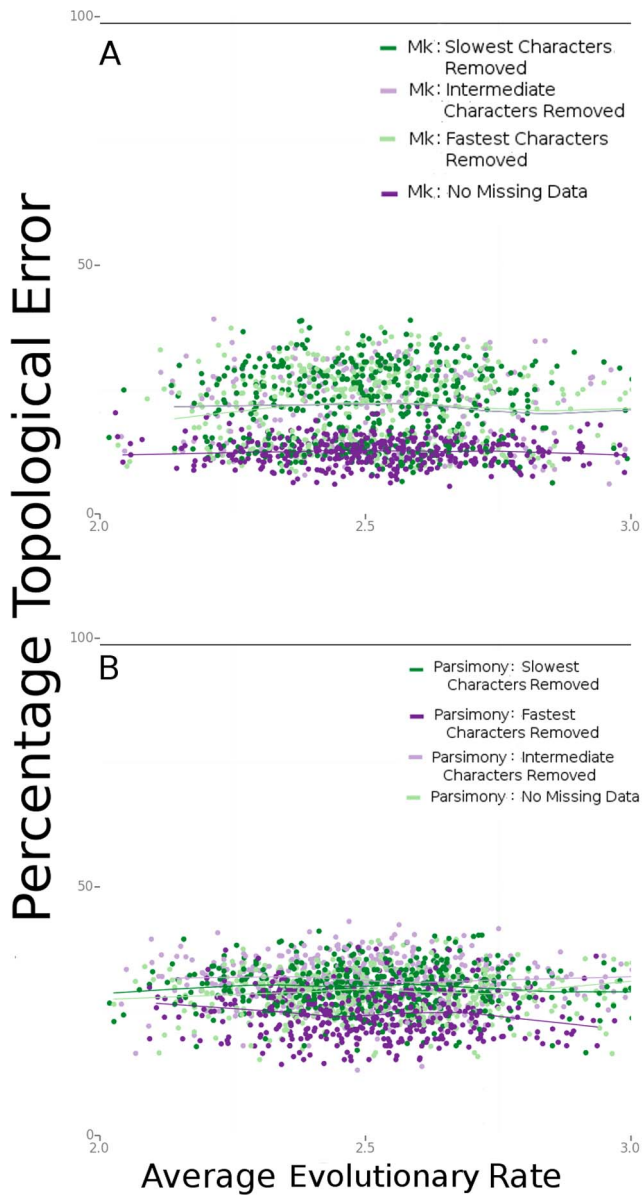 100
A
Mk: Slowest Characters
Removed
Mk: Intermediate
Characters Removed
Mk: Fastest Characters
Removed
Mk: No Missing Data
50
0
2.0
2.5
3.0
Percentage Topological Error
100
B
Parsimony: Slowest
Characters Removed
Parsimony: Fastest
Characters Removed
Parsimony : Intermediate
Characters Removed
Parsimony : No Missing Data
50
0
2.0
2.5
3.0
Average Evolutionary Rate